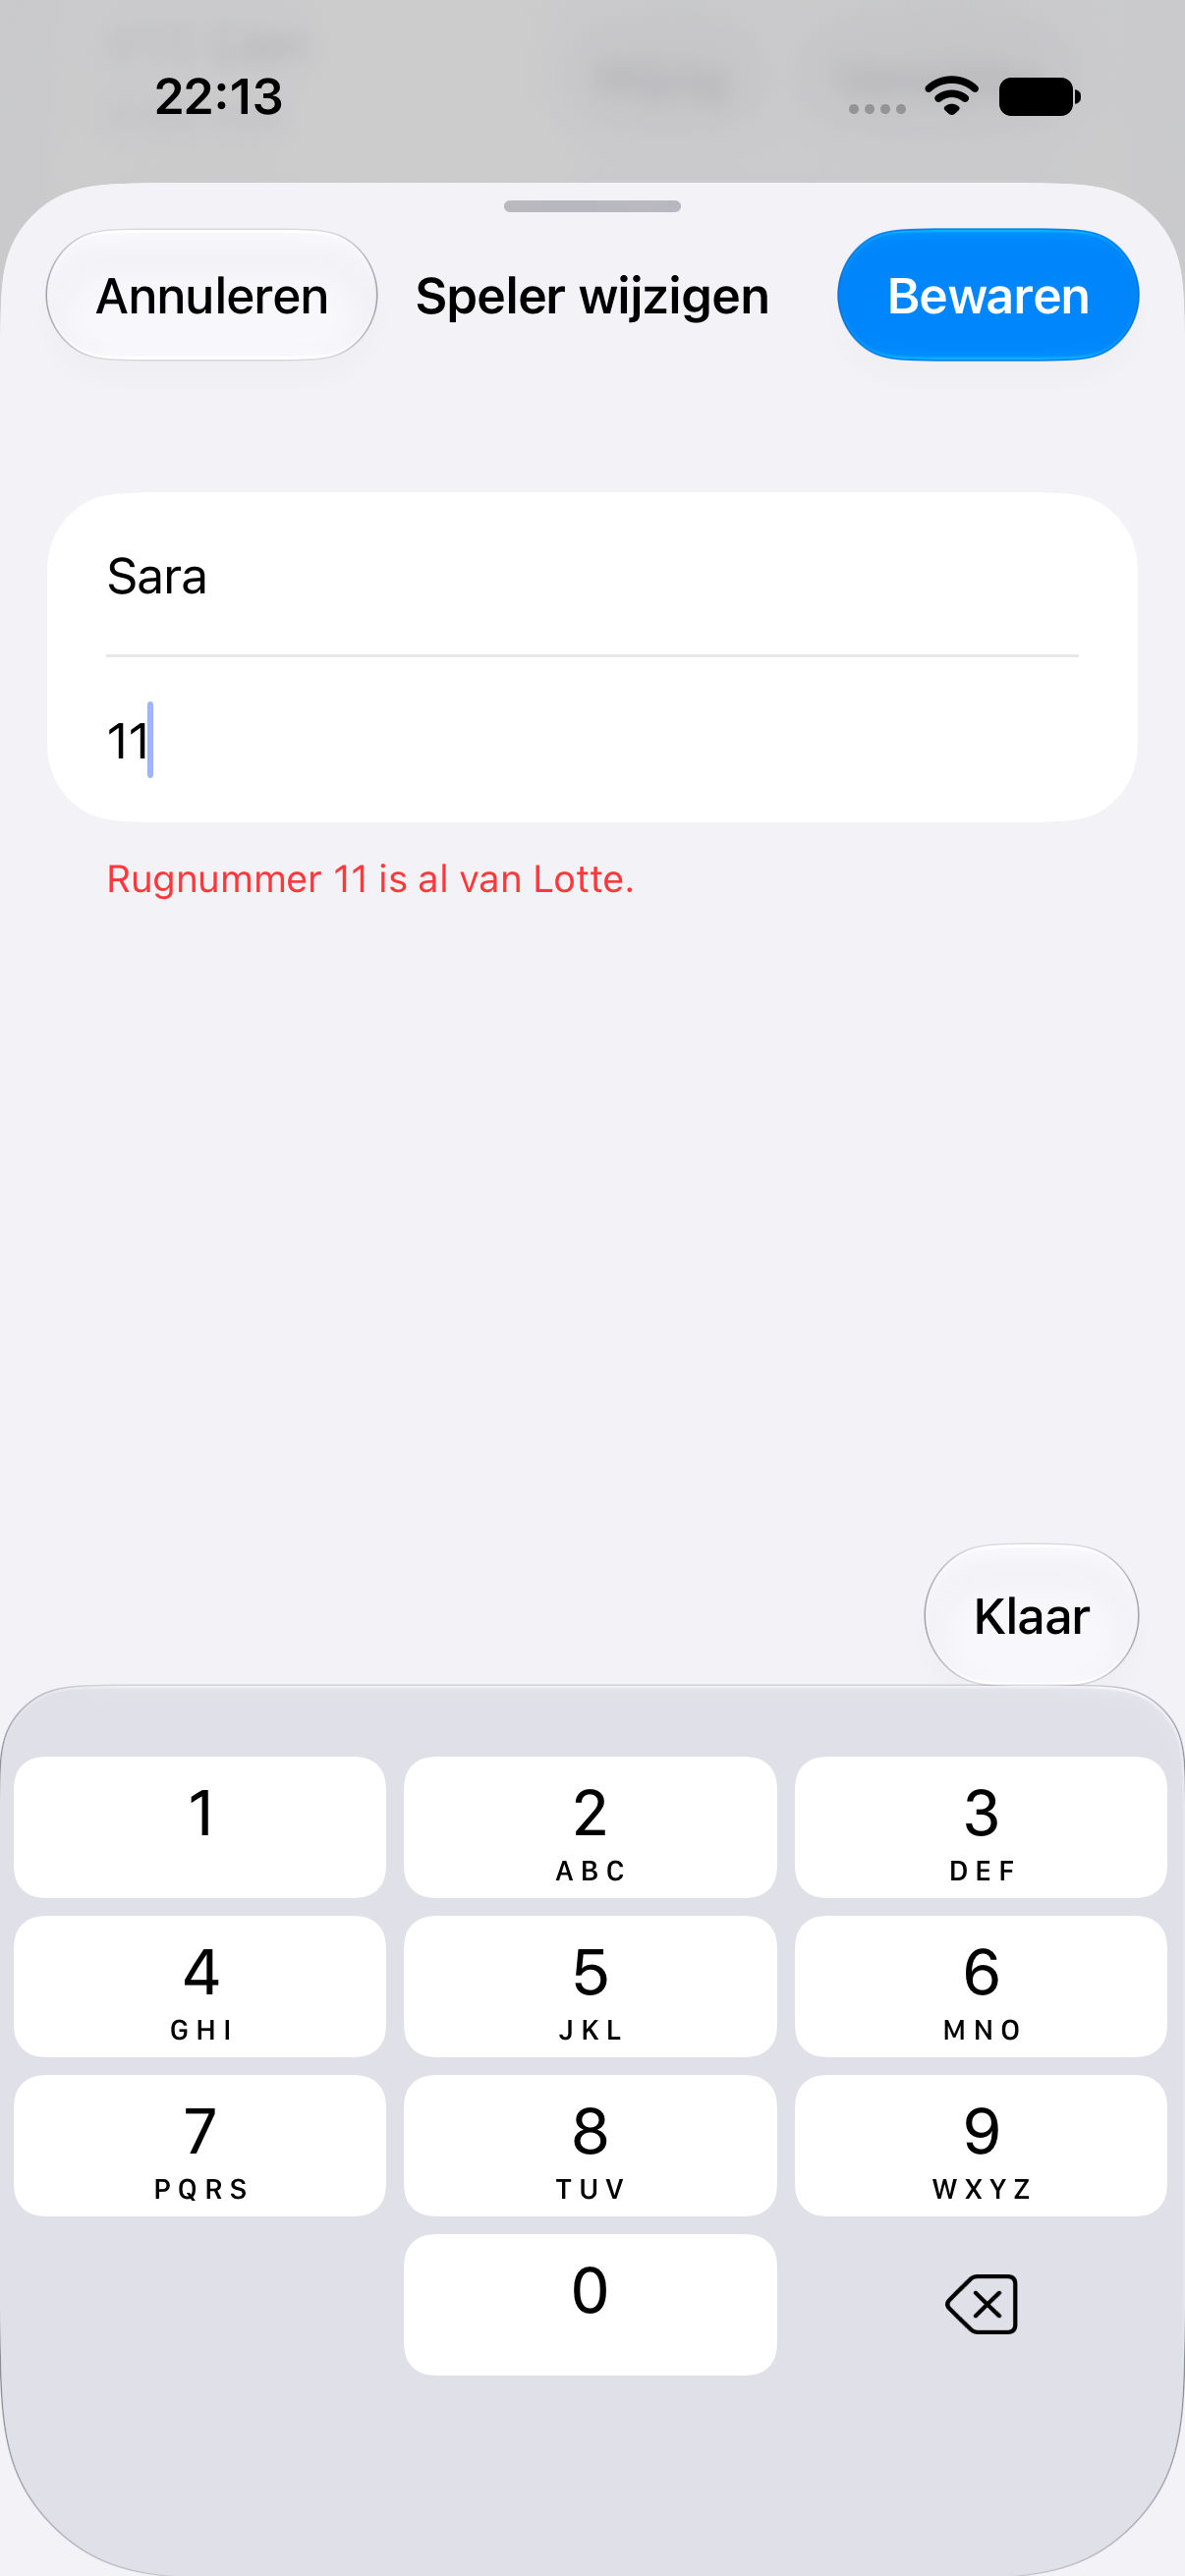 22:13
Annuleren Speler wijzigen Bewaren
Sara
11
Rugnummer 11 is al van Lotte.
Klaar
1 2 3
ABC DEF
4 5 6
GHI JKL MNO
7 8 9
PQRS TUV WXYZ
0